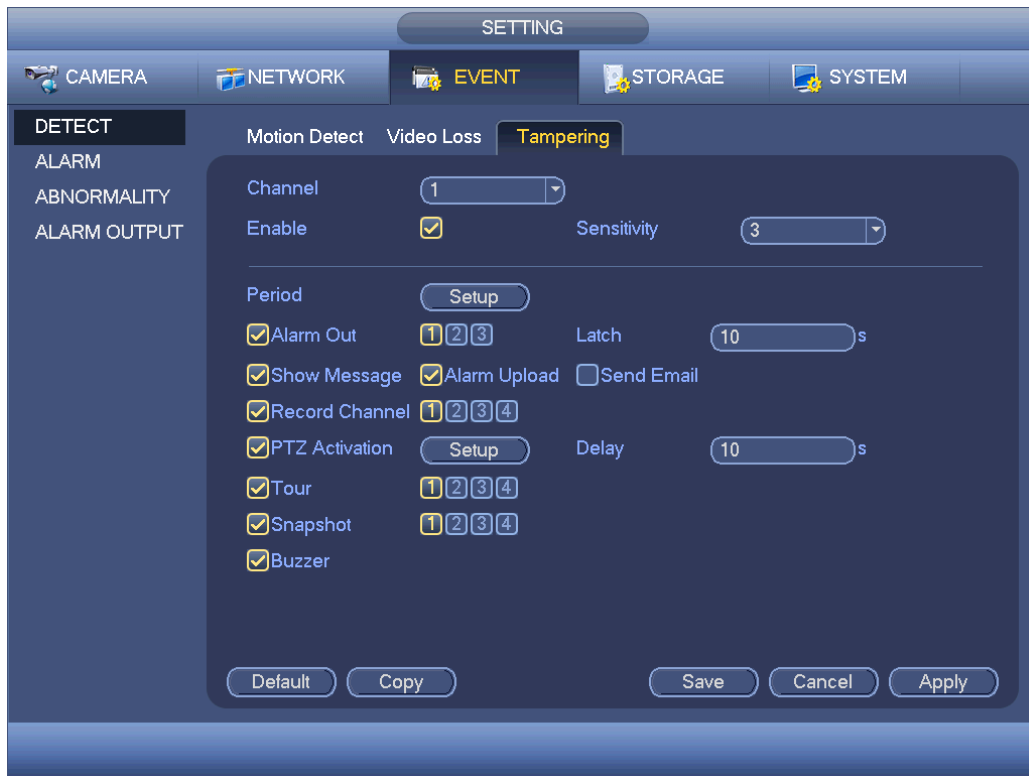 SETTING
CAMERA NETWORK EVENT STORAGE SYSTEM
DETECT
ALARM
ABNORMALITY
ALARM OUTPUT
Motion Detect Video Loss Tampering
Channel 1
Enable Sensitivity 3
Period Setup
Alarm Out 1 2 3 Latch 10 s
Show Message Alarm Upload Send Email
Record Channel 1 2 3 4
PTZ Activation Setup Delay 10 s
Tour 1 2 3 4
Snapshot 1 2 3 4
Buzzer
Default Copy Save Cancel Apply